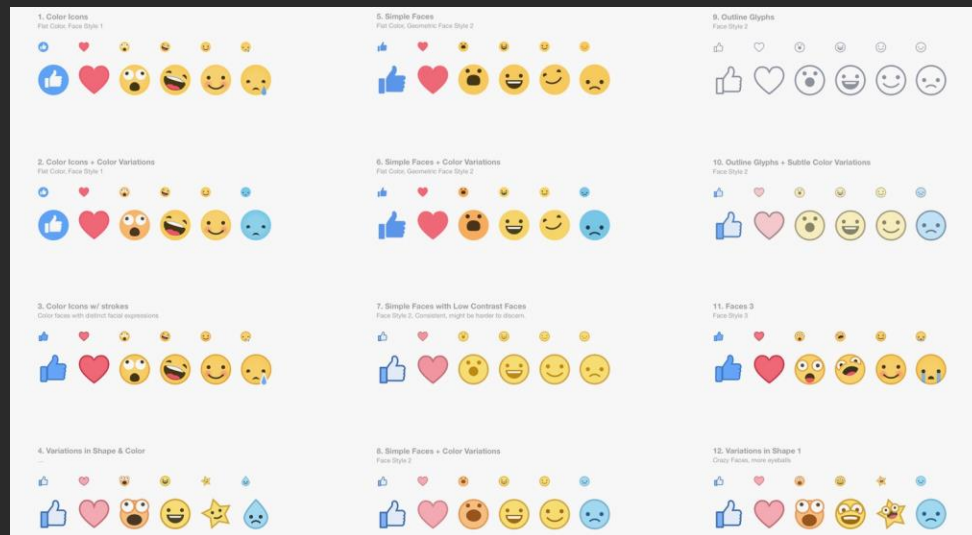 1. Color Icons
Flat Color, Face Style 1
5. Simple Faces
Flat Color, Geometric Face Style 2
9. Outline Glyphs
Face Style 2
2. Color Icons + Color Variations
Flat Color, Face Style 1
6. Simple Faces + Color Variations
Flat Color, Geometric Face Style 2
10. Outline Glyphs + Subtle Color Variations
Face Style 2
3. Color Icons w/ strokes
Color faces with distinct facial expressions
7. Simple Faces with Low Contrast Faces
Face Style 2, Consistent, might be harder to discern.
11. Faces 3
Face Style 3
4. Variations in Shape & Color
...
8. Simple Faces + Color Variations
Face Style 2
12. Variations in Shape 1
Crazy Faces, more eyeballs